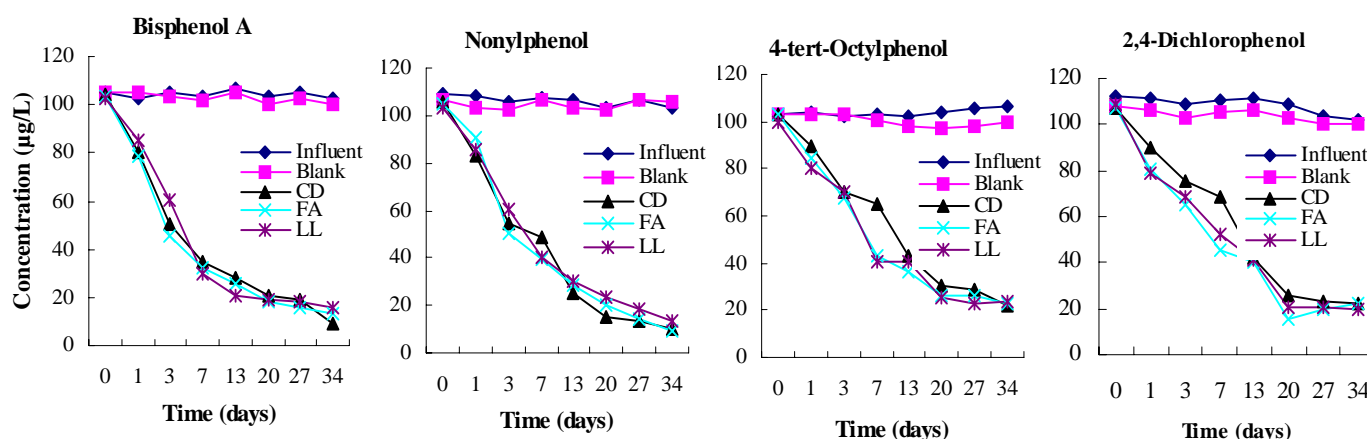 Bisphenol A
Concentration (µg/L)
120
100
80
60
40
20
0
Influent
Blank
CD
FA
LL
0 1 3 7 13 20 27 34
Time (days)
Nonylphenol
120
100
80
60
40
20
0
Influent
Blank
CD
FA
LL
0 1 3 7 13 20 27 34
Time (days)
4-tert-Octylphenol
120
100
80
60
40
20
0
Influent
Blank
CD
FA
LL
0 1 3 7 13 20 27 34
Time (days)
2,4-Dichlorophenol
120
100
80
60
40
20
0
Influent
Blank
CD
FA
LL
0 1 3 7 13 20 27 34
Time (days)